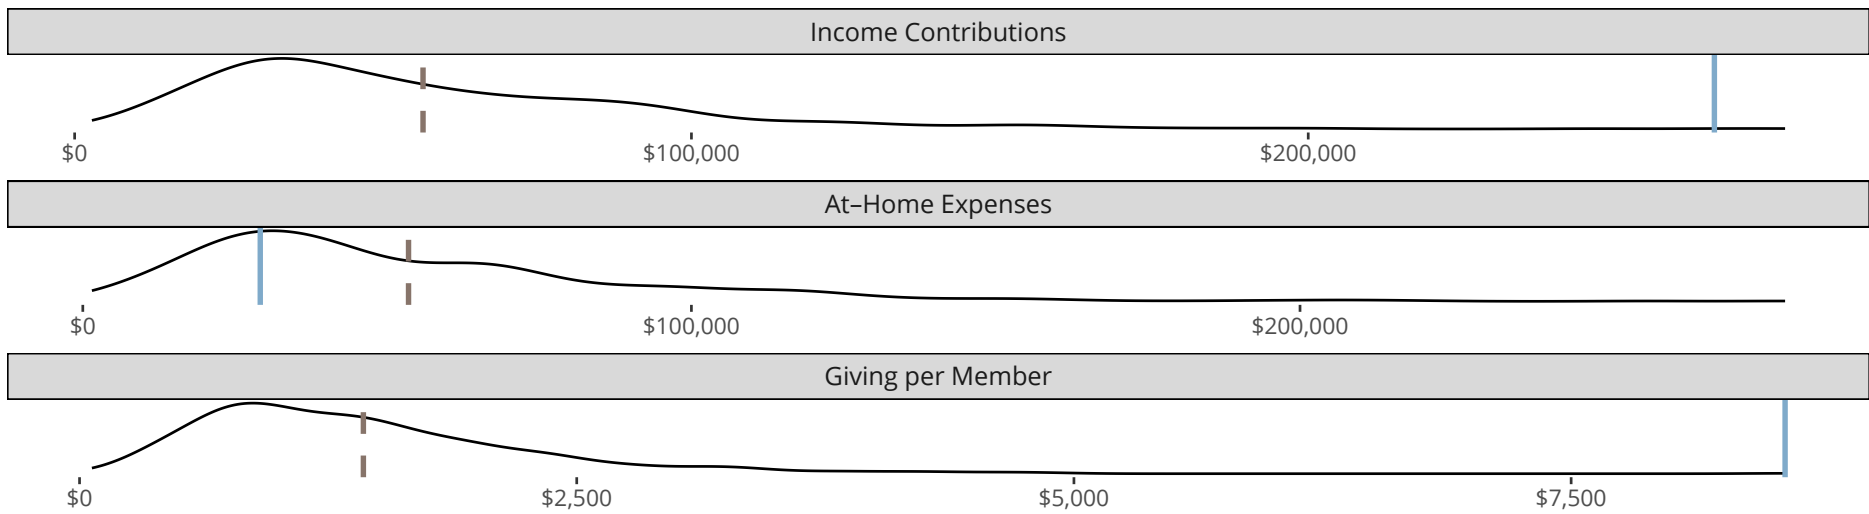 Income Contributions
$0 $100,000 $200,000
At–Home Expenses
$0 $100,000 $200,000
Giving per Member
$0 $2,500 $5,000 $7,500